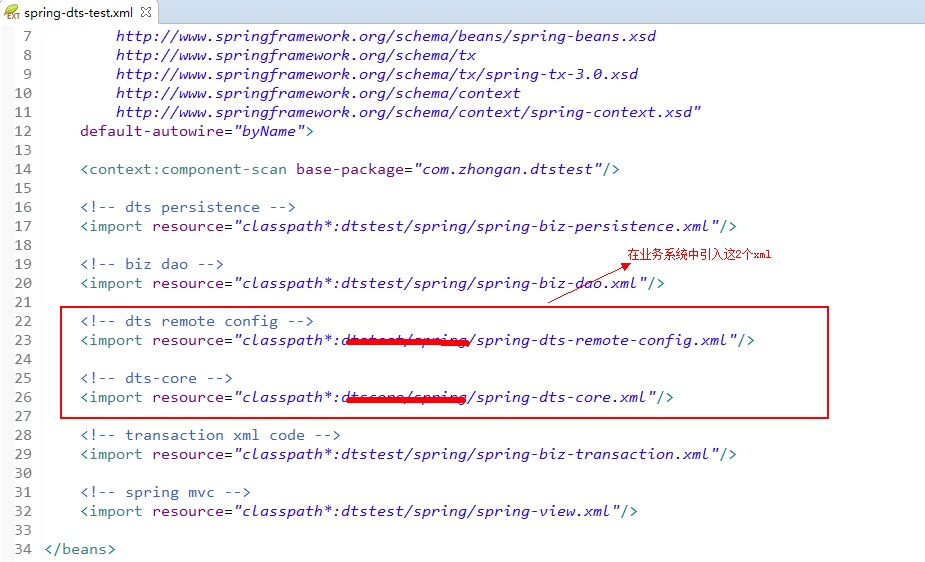 EXT spring-dts-test.xml
7 http://www.springframework.org/schema/beans/spring-beans.xsd
8 http://www.springframework.org/schema/tx
9 http://www.springframework.org/schema/tx/spring-tx-3.0.xsd
10 http://www.springframework.org/schema/context
11 http://www.springframework.org/schema/context/spring-context.xsd"
12 default-autowire="byName">
13
14 <context:component-scan base-package="com.zhongan.dtstest"/>
15
16 <!-- dts persistence -->
17 <import resource="classpath*:dtstest/spring/spring-biz-persistence.xml"/>
18
在业务系统中引入这2个xml
19 <!-- biz dao -->
20 <import resource="classpath*:dtstest/spring/spring-biz-dao.xml"/>
21
22 <!-- dts remote config -->
23 <import resource="classpath*:dtstest/spring/spring-dts-remote-config.xml"/>
24
25 <!-- dts-core -->
26 <import resource="classpath*:/spring-dts-core.xml"/>
27
28 <!-- transaction xml code -->
29 <import resource="classpath*:dtstest/spring/spring-biz-transaction.xml"/>
30
31 <!-- spring mvc -->
32 <import resource="classpath*:dtstest/spring/spring-view.xml"/>
33
34 </beans>